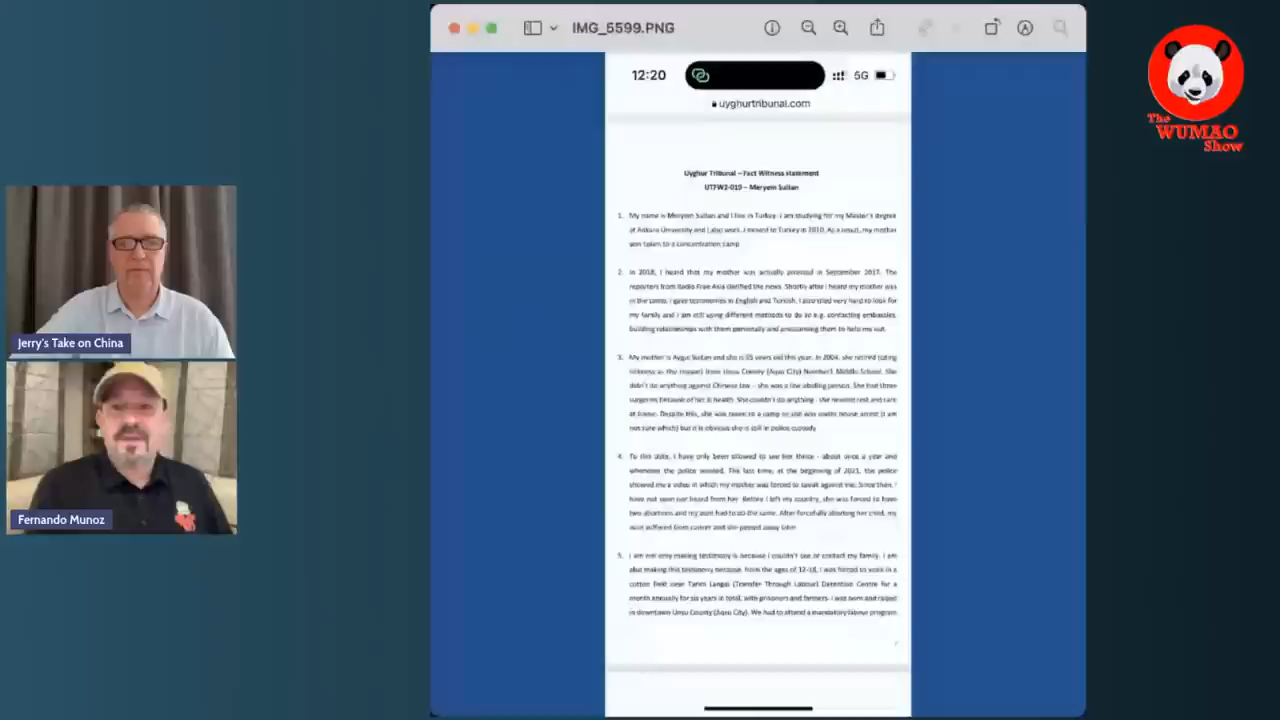 IMG_5599.PNG
12:20
5G
uyghurtribunal.com
The
WUMAO
Show
Uyghur Tribunal – Fact Witness Statement
UTFW2-019 – Meryem Sultan
1. My name is Meryem Sultan and I live in Turkey. I am studying for my Master's degree
at Ankara University and I also work. I moved to Turkey in 2010. As a result, my mother
was taken to a concentration camp.
2. In 2018, I heard that my mother was actually arrested in September 2017. The
reporters from Radio Free Asia clarified the news. Shortly after I heard my mother was
in the camp, I gave testimonies in English and Turkish. I also tried very hard to look for
my family and I am still using different methods to do so e.g. contacting embassies,
building relationships with them personally and pressuring them to help me out.
3. My mother is Aygul Sultan and she is 65 years old this year. In 2004, she retired (citing
sickness as the reason) from County (Aqsu City) Number1 Middle School. She
didn't do anything against Chinese law – she was a law abiding person. She had three
surgeries because of her ill health. She couldn't do anything - she needed rest and care
at home. Despite this, she was taken to a camp or put under house arrest (I am
not sure which) but it is obvious she is still in police custody.
4. To this date, I have only been allowed to see her thrice - about once a year and
whenever the police wanted. The last time, at the beginning of 2021, the police
showed me a video in which my mother was forced to speak against me. Since then, I
have not seen nor heard from her. Before I left my country, she was forced to have
two abortions and my aunt had to do the same. After forcefully aborting her child, my
aunt suffered from cancer and she passed away later.
5. I am not only making testimony is because I couldn't see or contact my family. I am
also making this testimony because, from the ages of 12-18, I was forced to work in a
cotton field near Tarim Langai (Transfer Through Labour) Detention Centre for a
month annually for six years in total, with prisoners and farmers. I was born and raised
in downtown County (Aqsu City). We had to attend a mandatory labour program
Jerry's Take on China
Fernando Munoz